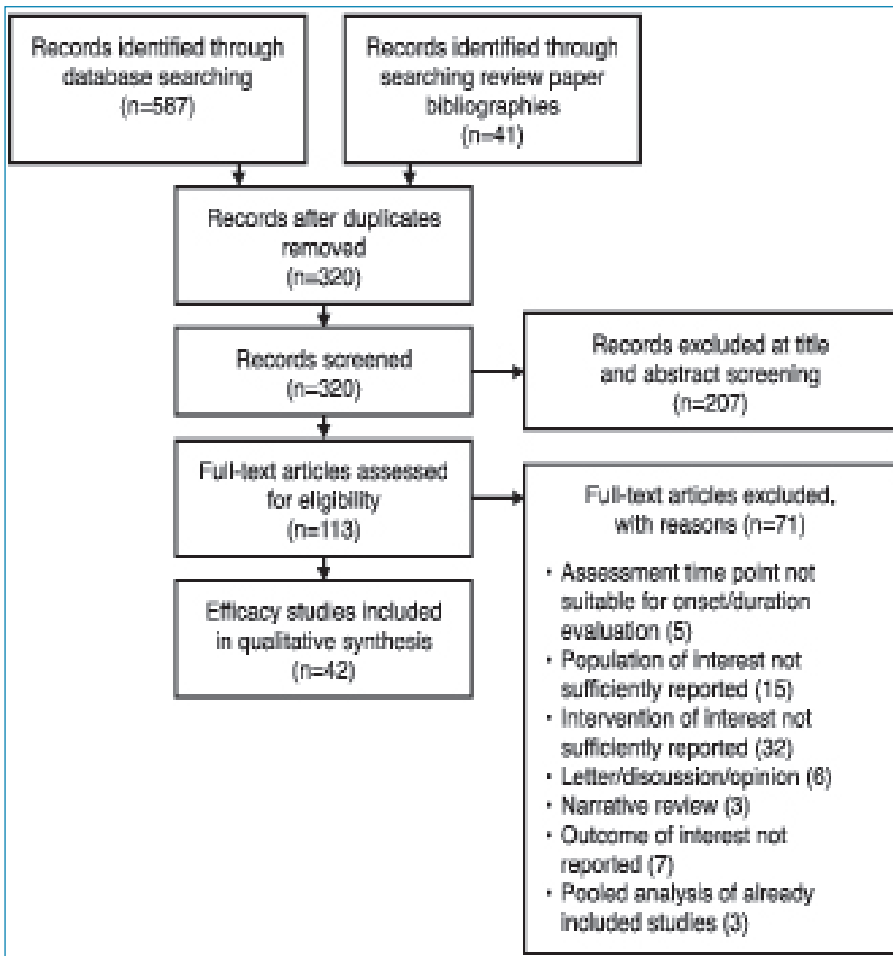 Records identified through
database searching
(n=587)
Records identified through
searching review paper
bibliographies
(n=41)
Records after duplicates
removed
(n=320)
Records screened
(n=320)
Records excluded at title
and abstract screening
(n=207)
Full-text articles assessed
for eligibility
(n=113)
Full-text articles excluded,
with reasons (n=71)
• Assessment time point not
suitable for onset/duration
evaluation (5)
• Population of interest not
sufficiently reported (15)
• Intervention of interest not
sufficiently reported (32)
• Letter/discussion/opinion (6)
• Narrative review (3)
• Outcome of interest not
reported (7)
• Pooled analysis of already
included studies (3)
Efficacy studies included
in qualitative synthesis
(n=42)